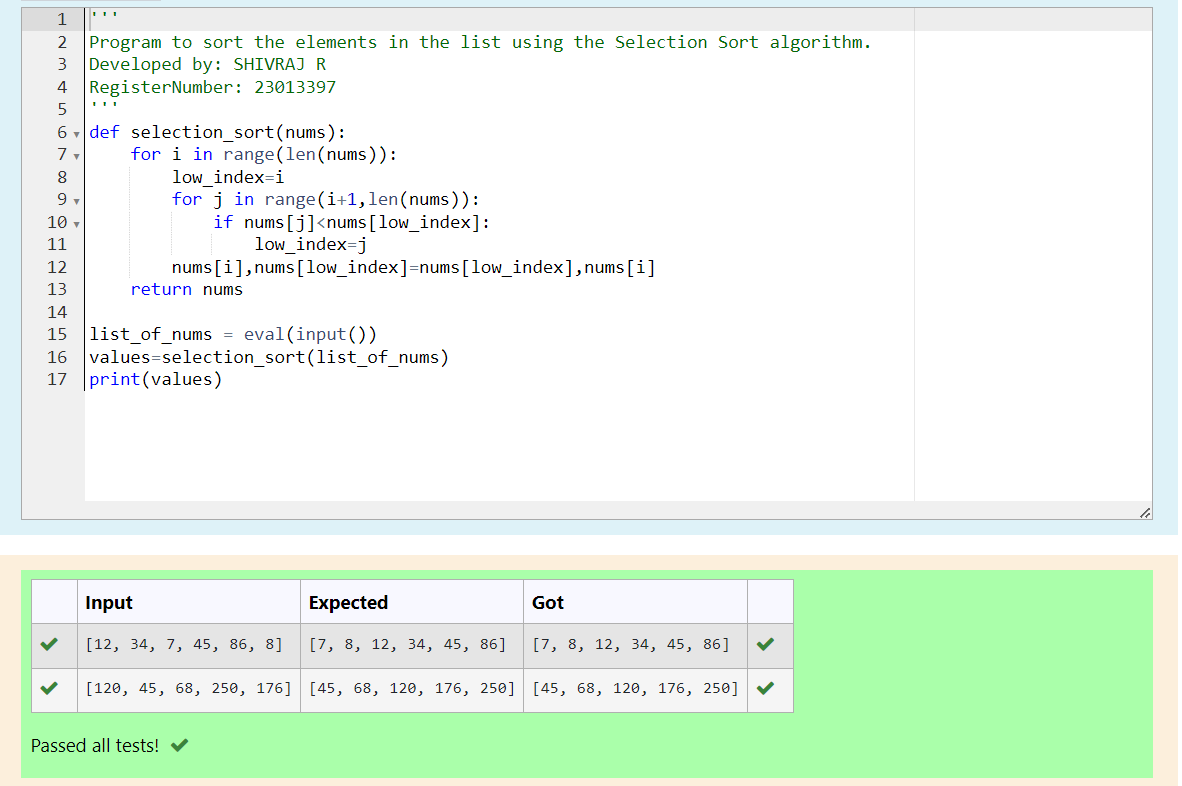 1 '''
2 Program to sort the elements in the list using the Selection Sort algorithm.
3 Developed by: SHIVRAJ R
4 RegisterNumber: 23013397
5 '''
6 def selection_sort(nums):
7     for i in range(len(nums)):
8         low_index=i
9         for j in range(i+1,len(nums)):
10             if nums[j]<nums[low_index]:
11                 low_index=j
12         nums[i],nums[low_index]=nums[low_index],nums[i]
13     return nums
14
15 list_of_nums = eval(input())
16 values=selection_sort(list_of_nums)
17 print(values)
Input Expected Got
[12, 34, 7, 45, 86, 8] [7, 8, 12, 34, 45, 86] [7, 8, 12, 34, 45, 86]
[120, 45, 68, 250, 176] [45, 68, 120, 176, 250] [45, 68, 120, 176, 250]
Passed all tests!